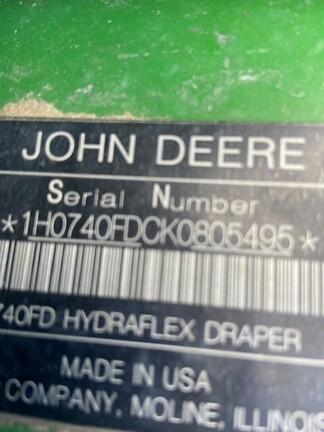 JOHN DEERE
Serial Number
*1H0740FDCK0805495*
740FD HYDRAFLEX DRAPER
MADE IN USA
COMPANY, MOLINE, ILLINOIS